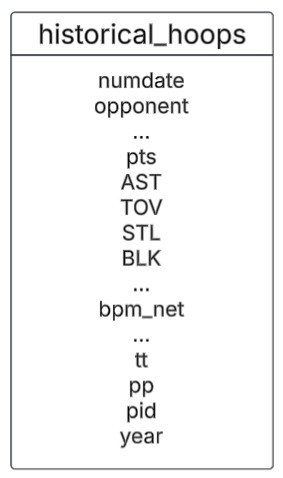 historical_hoops
numdate
opponent
...
pts
AST
TOV
STL
BLK
...
bpm_net
...
tt
pp
pid
year